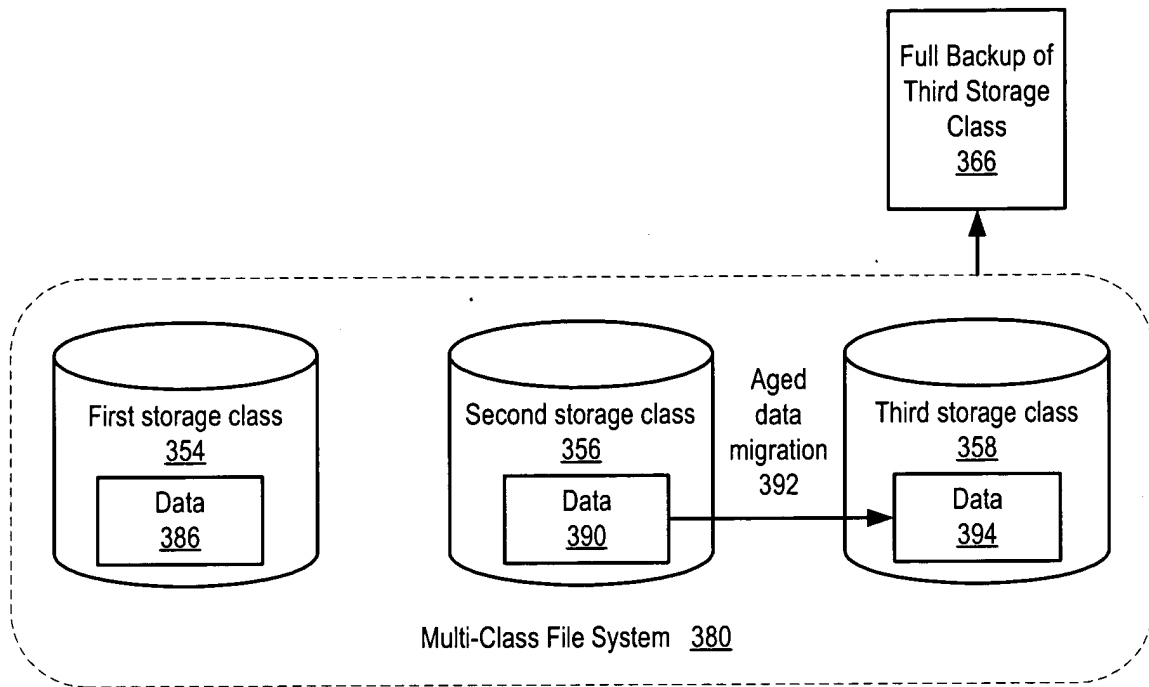 Full Backup of
Third Storage
Class
366
First storage class
354
Data
386
Second storage class
356
Data
390
Aged
data
migration
392
Third storage class
358
Data
394
Multi-Class File System 380